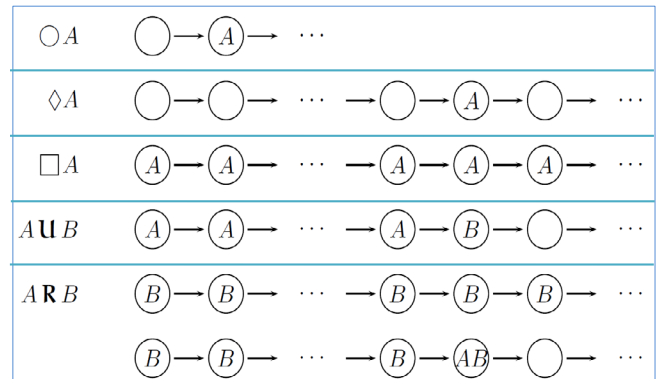 ○A A ⋯
◇A ⋯ A ⋯
□A A A ⋯ A A A ⋯
A U B A A ⋯ A B ⋯
A R B B B ⋯ B B B ⋯
B B ⋯ B AB ⋯